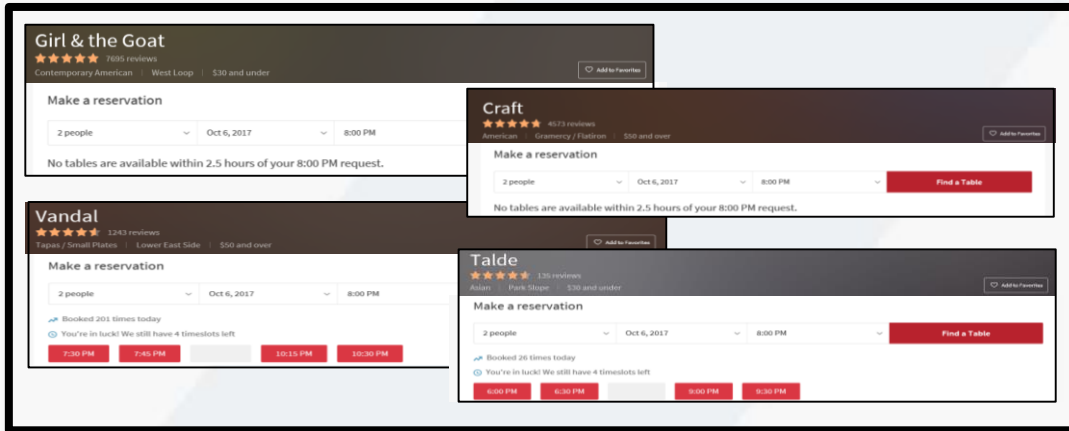 Girl & the Goat
7695 reviews
Contemporary American | West Loop | $30 and under
Add to Favorites
Make a reservation
2 people Oct 6, 2017 8:00 PM
No tables are available within 2.5 hours of your 8:00 PM request.
Craft
4573 reviews
American | Gramercy / Flatiron | $50 and over
Add to Favorites
Make a reservation
2 people Oct 6, 2017 8:00 PM Find a Table
No tables are available within 2.5 hours of your 8:00 PM request.
Vandal
1243 reviews
Tapas / Small Plates | Lower East Side | $50 and over
Add to Favorites
Make a reservation
2 people Oct 6, 2017 8:00 PM
Booked 201 times today
You're in luck! We still have 4 timeslots left
7:30 PM 7:45 PM 10:15 PM 10:30 PM
Talde
135 reviews
Asian | Park Slope | $30 and under
Add to Favorites
Make a reservation
2 people Oct 6, 2017 8:00 PM Find a Table
Booked 26 times today
You're in luck! We still have 4 timeslots left
6:00 PM 6:30 PM 9:00 PM 9:30 PM